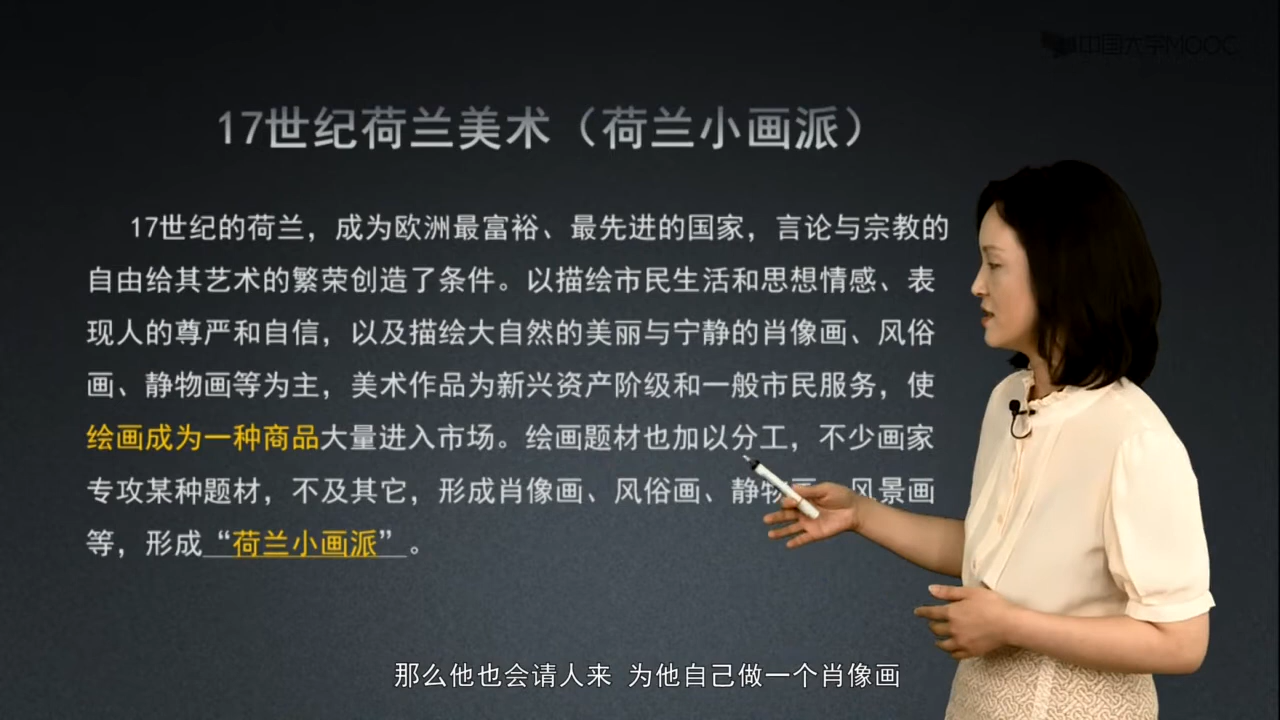 中国大学MOOC
17世纪荷兰美术（荷兰小画派）
17世纪的荷兰，成为欧洲最富裕、最先进的国家，言论与宗教的
自由给其艺术的繁荣创造了条件。以描绘市民生活和思想情感、表
现人的尊严和自信，以及描绘大自然的美丽与宁静的肖像画、风俗
画、静物画等为主，美术作品为新兴资产阶级和一般市民服务，使
绘画成为一种商品大量进入市场。绘画题材也加以分工，不少画家
专攻某种题材，不及其它，形成肖像画、风俗画、静物画、风景画
等，形成“荷兰小画派”。
那么他也会请人来 为他自己做一个肖像画